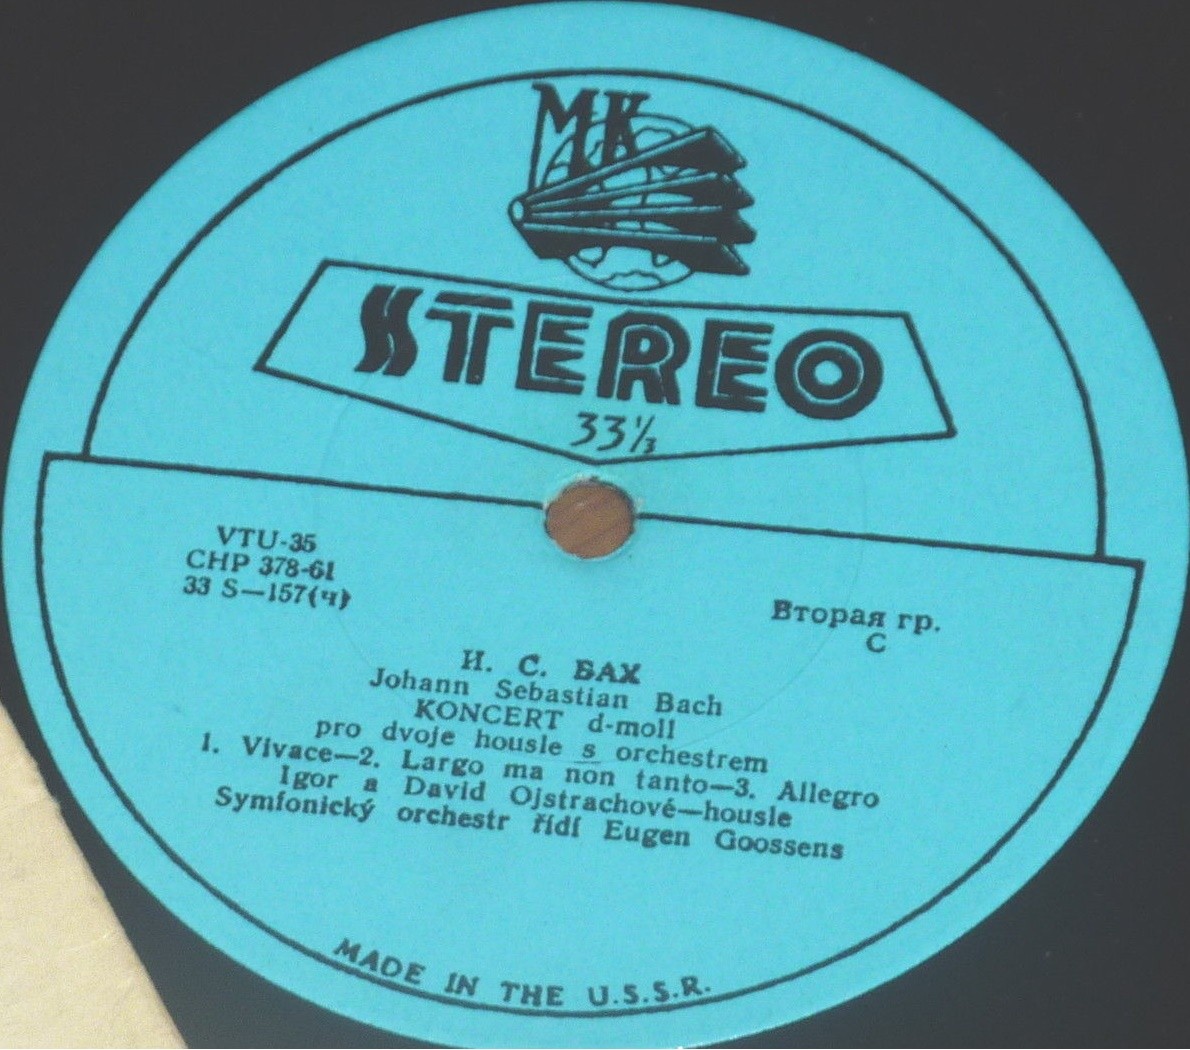 MK
STEREO
33⅓
VTU-35
СНР 378-61
33 S—157(ч)
Вторая гр.
С
И. С. БАХ
Johann Sebastian Bach
KONCERT d-moll
pro dvoje housle s orchestrem
1. Vivace—2. Largo ma non tanto—3. Allegro
Igor a David Ojstrachové—housle
Symfonický orchestr řídí Eugen Goossens
MADE IN THE U.S.S.R.